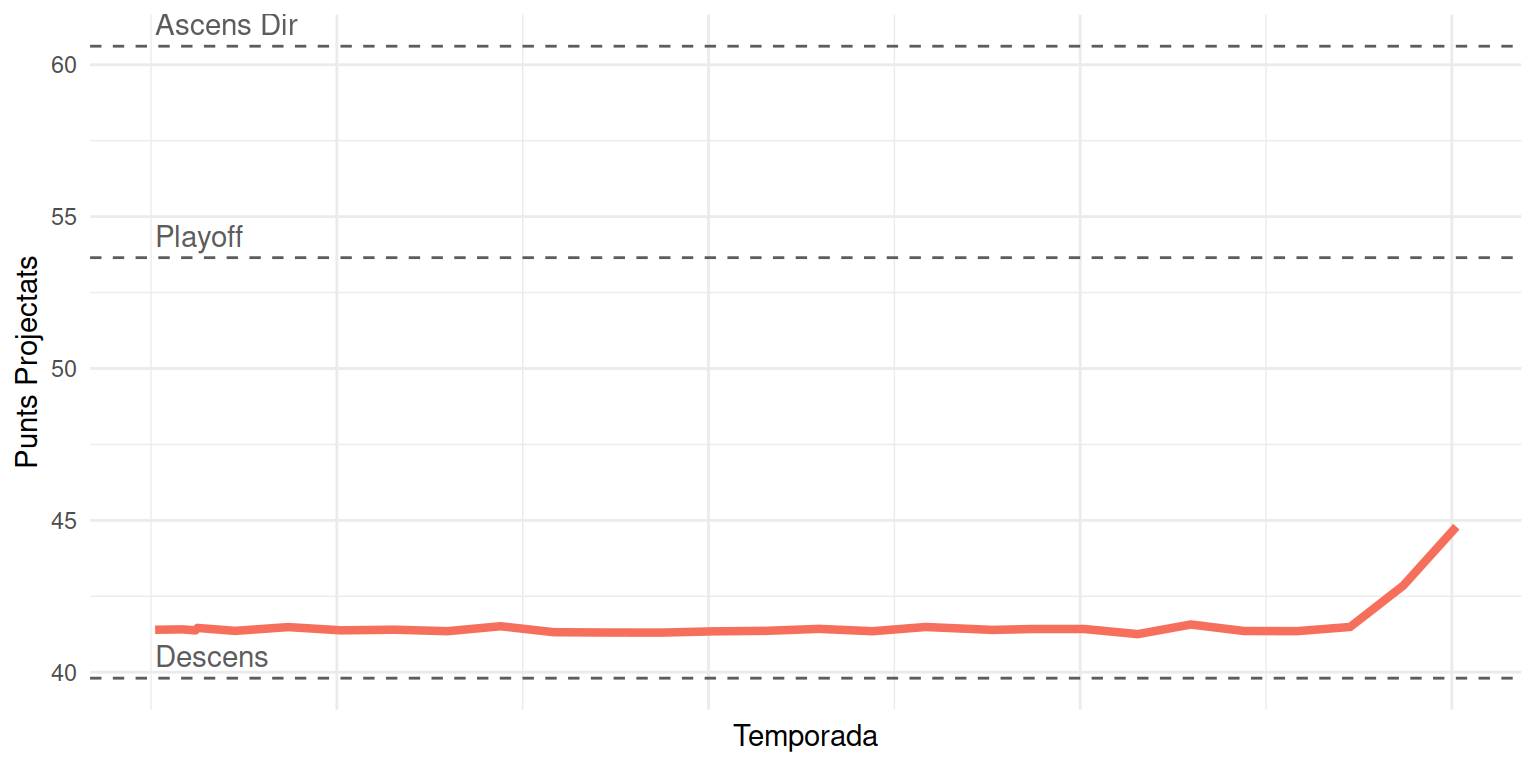 Ascens Dir
60
55
Playoff
Punts Projectats
50
45
Descens
40
Temporada